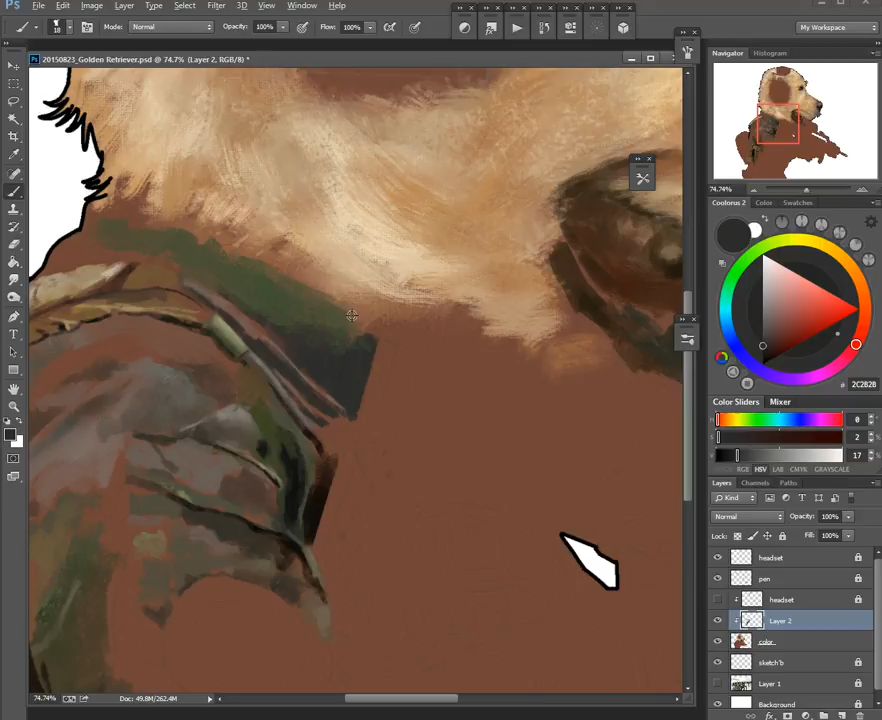 Ps File Edit Image Layer Type Select Filter 3D View Window Help
18 Mode: Normal Opacity: 100% Flow: 100% My Workspace
20150823_Golden Retriever.psd @ 74.7% (Layer 2, RGB/8) *
Navigator Histogram
74.74%
Coolorus 2 Color Swatches
# 2C2B2B
Color Sliders Mixer
H 0
S 2
V 17
RGB HSV LAB CMYK GRAYSCALE
Layers Channels Paths
Kind
Normal Opacity: 100%
Lock: Fill: 100%
headset
pen
headset
Layer 2
color
sketch'b
Layer 1
Background
74.74% Doc: 49.8M/262.4M